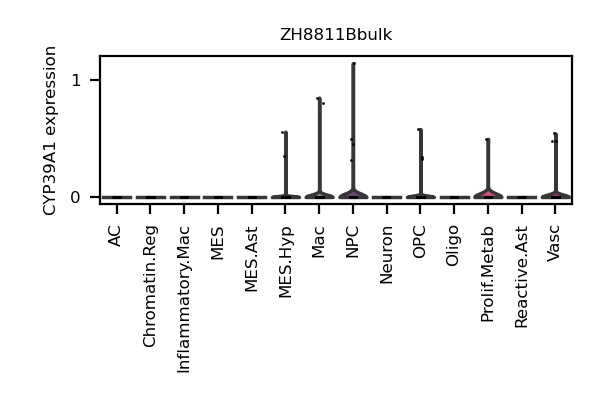 ZH8811Bbulk
CYP39A1 expression
1
0
AC
Chromatin.Reg
Inflammatory.Mac
MES
MES.Ast
MES.Hyp
Mac
NPC
Neuron
OPC
Oligo
Prolif.Metab
Reactive.Ast
Vasc